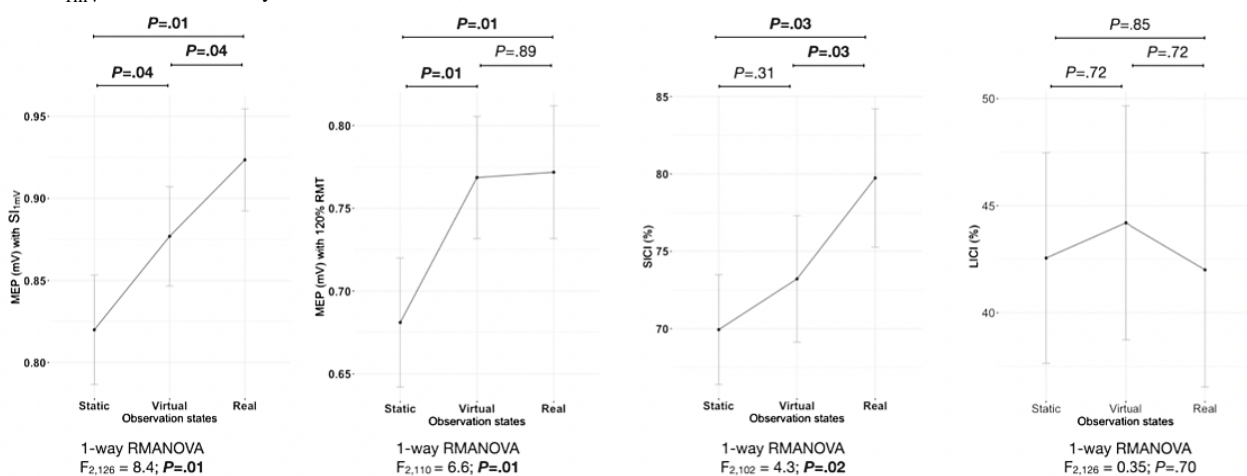 P=.01
P=.04
P=.04
MEP (mV) with SI1mV
0.95
0.90
0.85
0.80
Static
Virtual
Real
Observation states
1-way RMANOVA
F2,126 = 8.4; P=.01
P=.01
P=.89
P=.01
MEP (mV) with 120% RMT
0.80
0.75
0.70
0.65
Static
Virtual
Real
Observation states
1-way RMANOVA
F2,110 = 6.6; P=.01
P=.03
P=.03
P=.31
SICI (%)
85
80
75
70
Static
Virtual
Real
Observation states
1-way RMANOVA
F2,102 = 4.3; P=.02
P=.85
P=.72
P=.72
LICI (%)
50
45
40
Static
Virtual
Real
Observation states
1-way RMANOVA
F2,126 = 0.35; P=.70